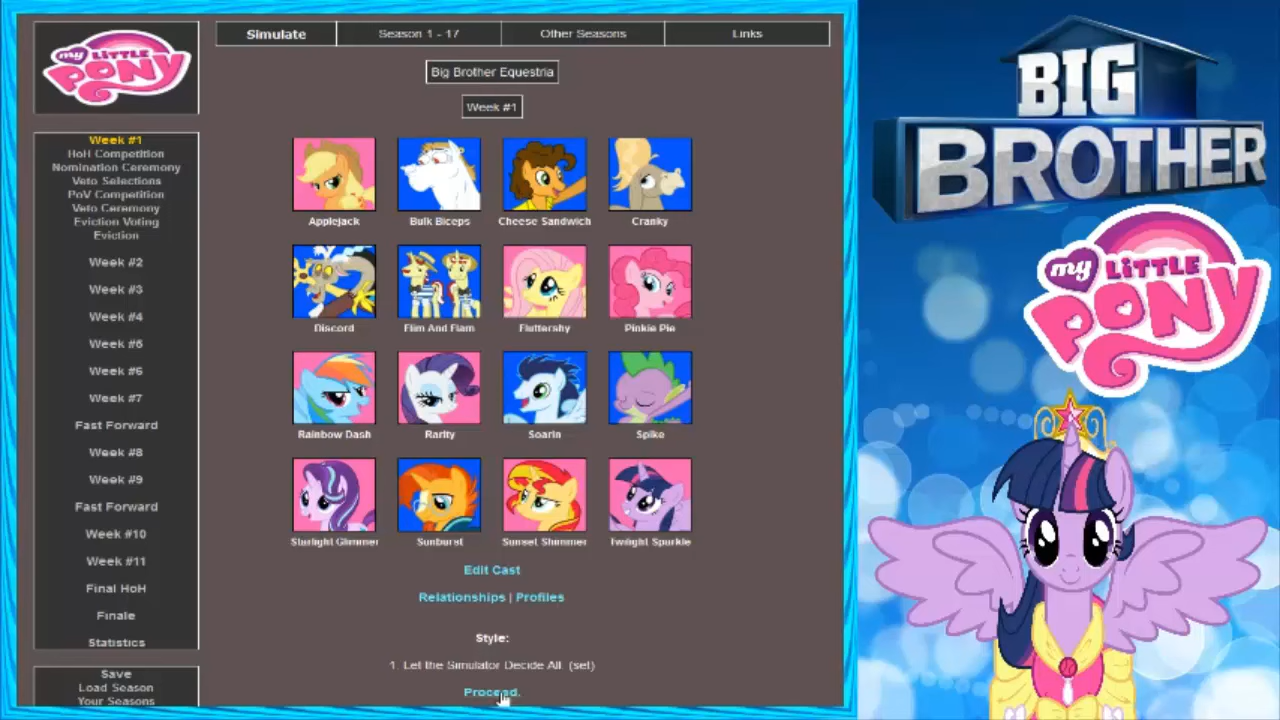 my LITTLE PONY
Simulate
Season 1 - 17
Other Seasons
Links
Big Brother Equestria
Week #1
Week #1
HoH Competition
Nomination Ceremony
Veto Selections
PoV Competition
Veto Ceremony
Eviction Voting
Eviction
Week #2
Week #3
Week #4
Week #5
Week #6
Week #7
Fast Forward
Week #8
Week #9
Fast Forward
Week #10
Week #11
Final HoH
Finale
Statistics
Save
Load Season
Your Seasons
Applejack
Bulk Biceps
Cheese Sandwich
Cranky
Discord
Flim And Flam
Fluttershy
Pinkie Pie
Rainbow Dash
Rarity
Soarin
Spike
Starlight Glimmer
Sunburst
Sunset Shimmer
Twilight Sparkle
Edit Cast
Relationships | Profiles
Style:
1. Let the Simulator Decide All. (set)
Proceed.
BIG
BROTHER
my LITTLE
PONY